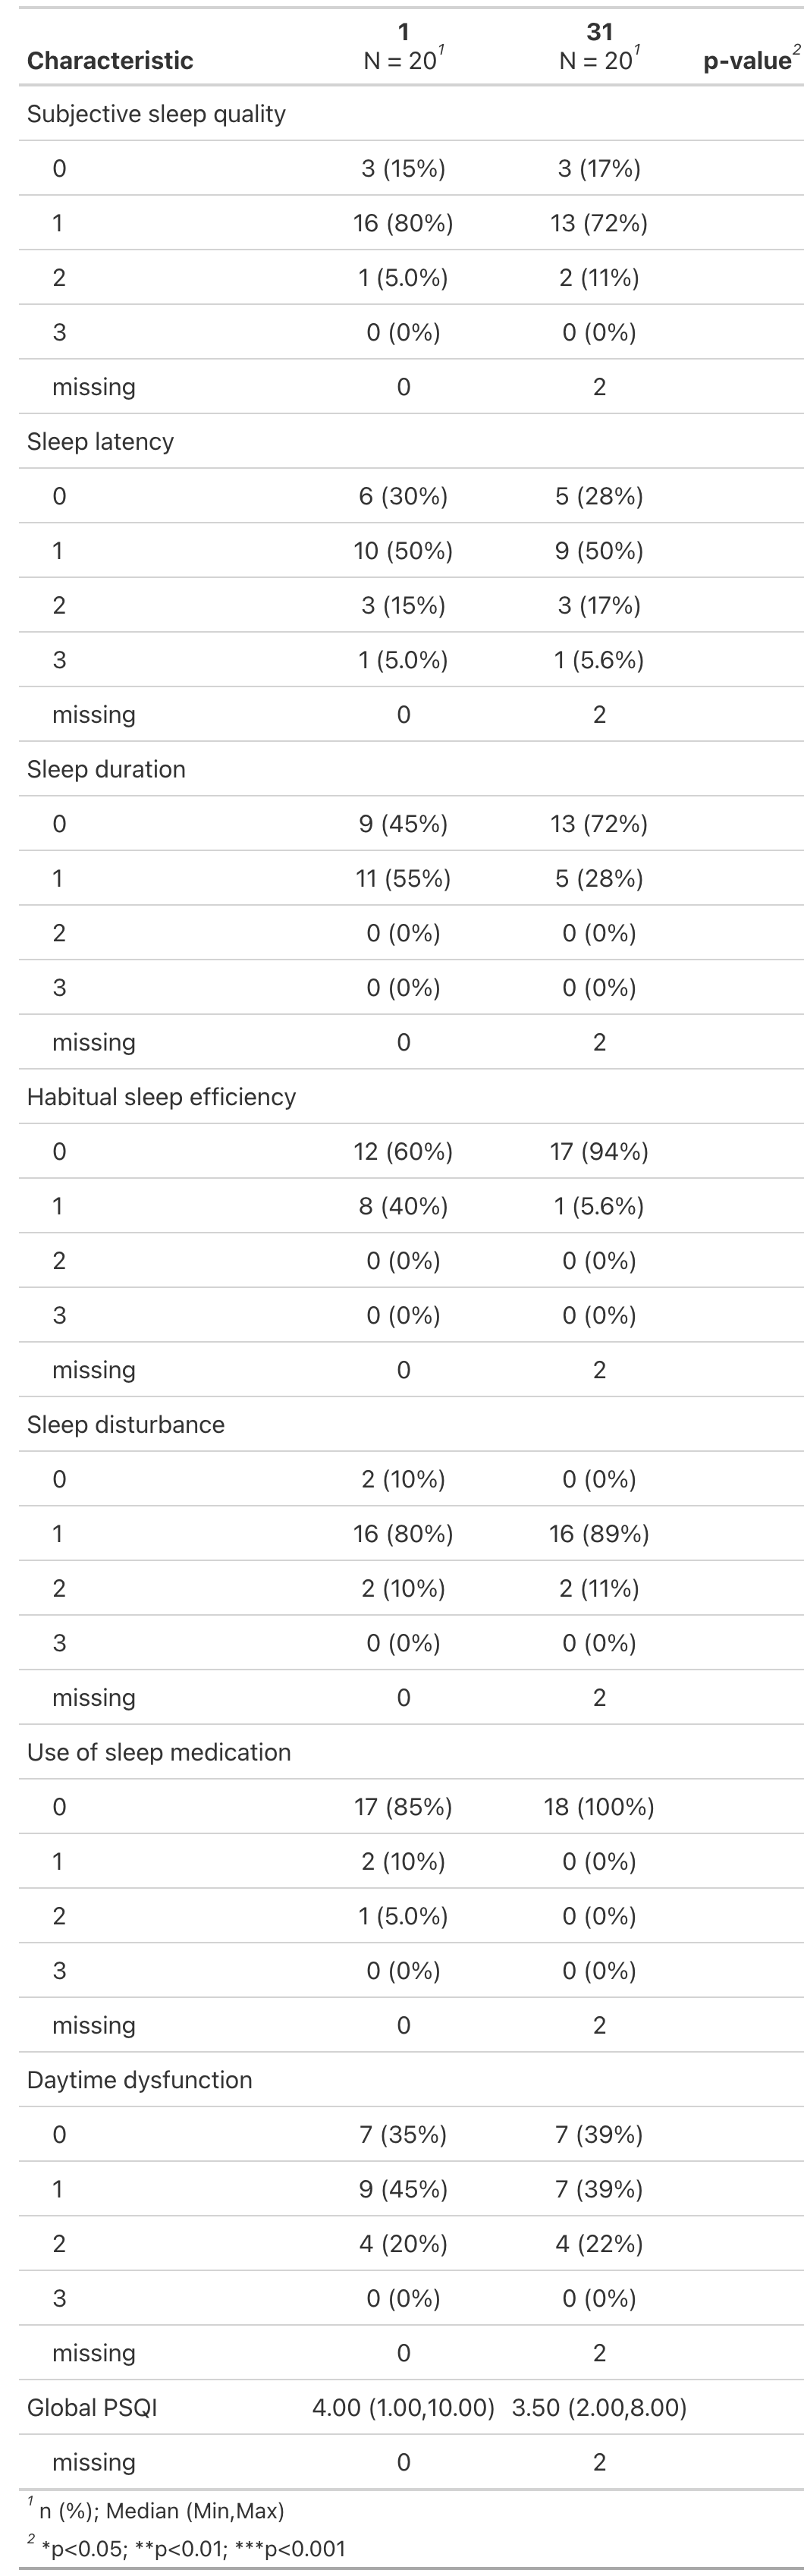 1 31
Characteristic N = 20¹ N = 20¹ p-value²
Subjective sleep quality
0 3 (15%) 3 (17%)
1 16 (80%) 13 (72%)
2 1 (5.0%) 2 (11%)
3 0 (0%) 0 (0%)
missing 0 2
Sleep latency
0 6 (30%) 5 (28%)
1 10 (50%) 9 (50%)
2 3 (15%) 3 (17%)
3 1 (5.0%) 1 (5.6%)
missing 0 2
Sleep duration
0 9 (45%) 13 (72%)
1 11 (55%) 5 (28%)
2 0 (0%) 0 (0%)
3 0 (0%) 0 (0%)
missing 0 2
Habitual sleep efficiency
0 12 (60%) 17 (94%)
1 8 (40%) 1 (5.6%)
2 0 (0%) 0 (0%)
3 0 (0%) 0 (0%)
missing 0 2
Sleep disturbance
0 2 (10%) 0 (0%)
1 16 (80%) 16 (89%)
2 2 (10%) 2 (11%)
3 0 (0%) 0 (0%)
missing 0 2
Use of sleep medication
0 17 (85%) 18 (100%)
1 2 (10%) 0 (0%)
2 1 (5.0%) 0 (0%)
3 0 (0%) 0 (0%)
missing 0 2
Daytime dysfunction
0 7 (35%) 7 (39%)
1 9 (45%) 7 (39%)
2 4 (20%) 4 (22%)
3 0 (0%) 0 (0%)
missing 0 2
Global PSQI 4.00 (1.00,10.00) 3.50 (2.00,8.00)
missing 0 2
¹ n (%); Median (Min,Max)
² *p<0.05; **p<0.01; ***p<0.001